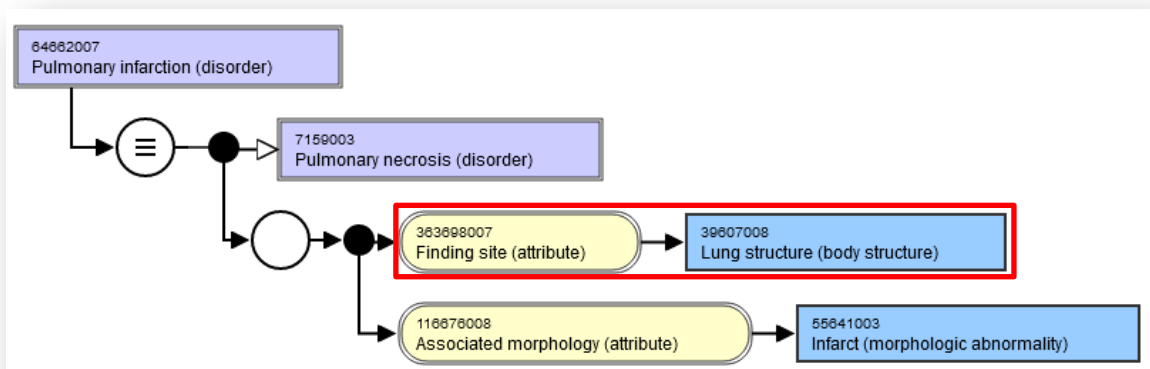 64662007
Pulmonary infarction (disorder)
7159003
Pulmonary necrosis (disorder)
363698007
Finding site (attribute)
39607008
Lung structure (body structure)
116676008
Associated morphology (attribute)
55641003
Infarct (morphologic abnormality)